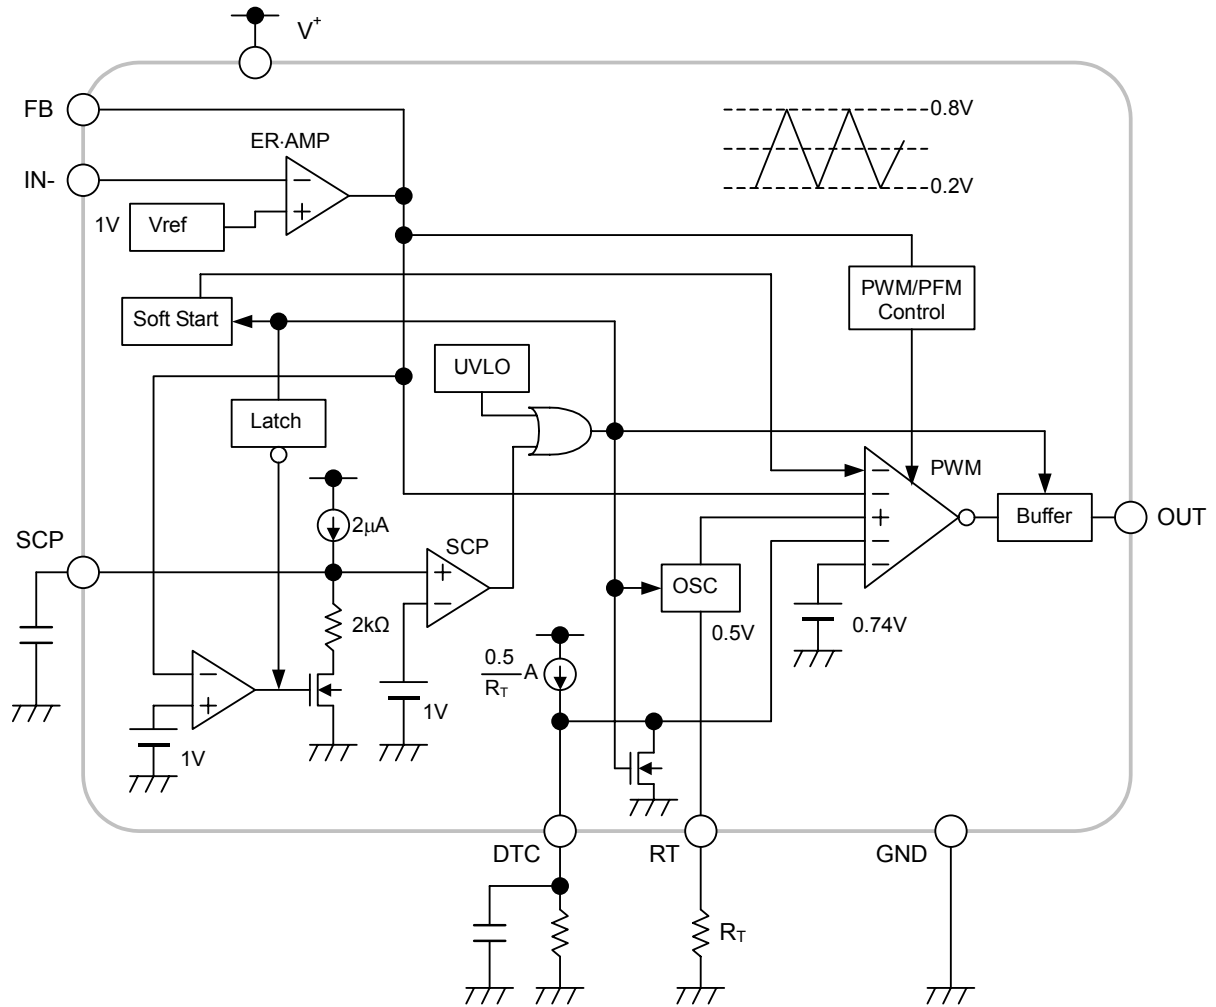 V+
FB
0.8V
ER·AMP
IN-
0.2V
1V
Vref
PWM/PFM
Control
Soft Start
UVLO
Latch
PWM
2μA
Buffer
OUT
SCP
SCP
OSC
2kΩ
0.5V
0.74V
0.5
RT
A
1V
1V
DTC
RT
GND
RT